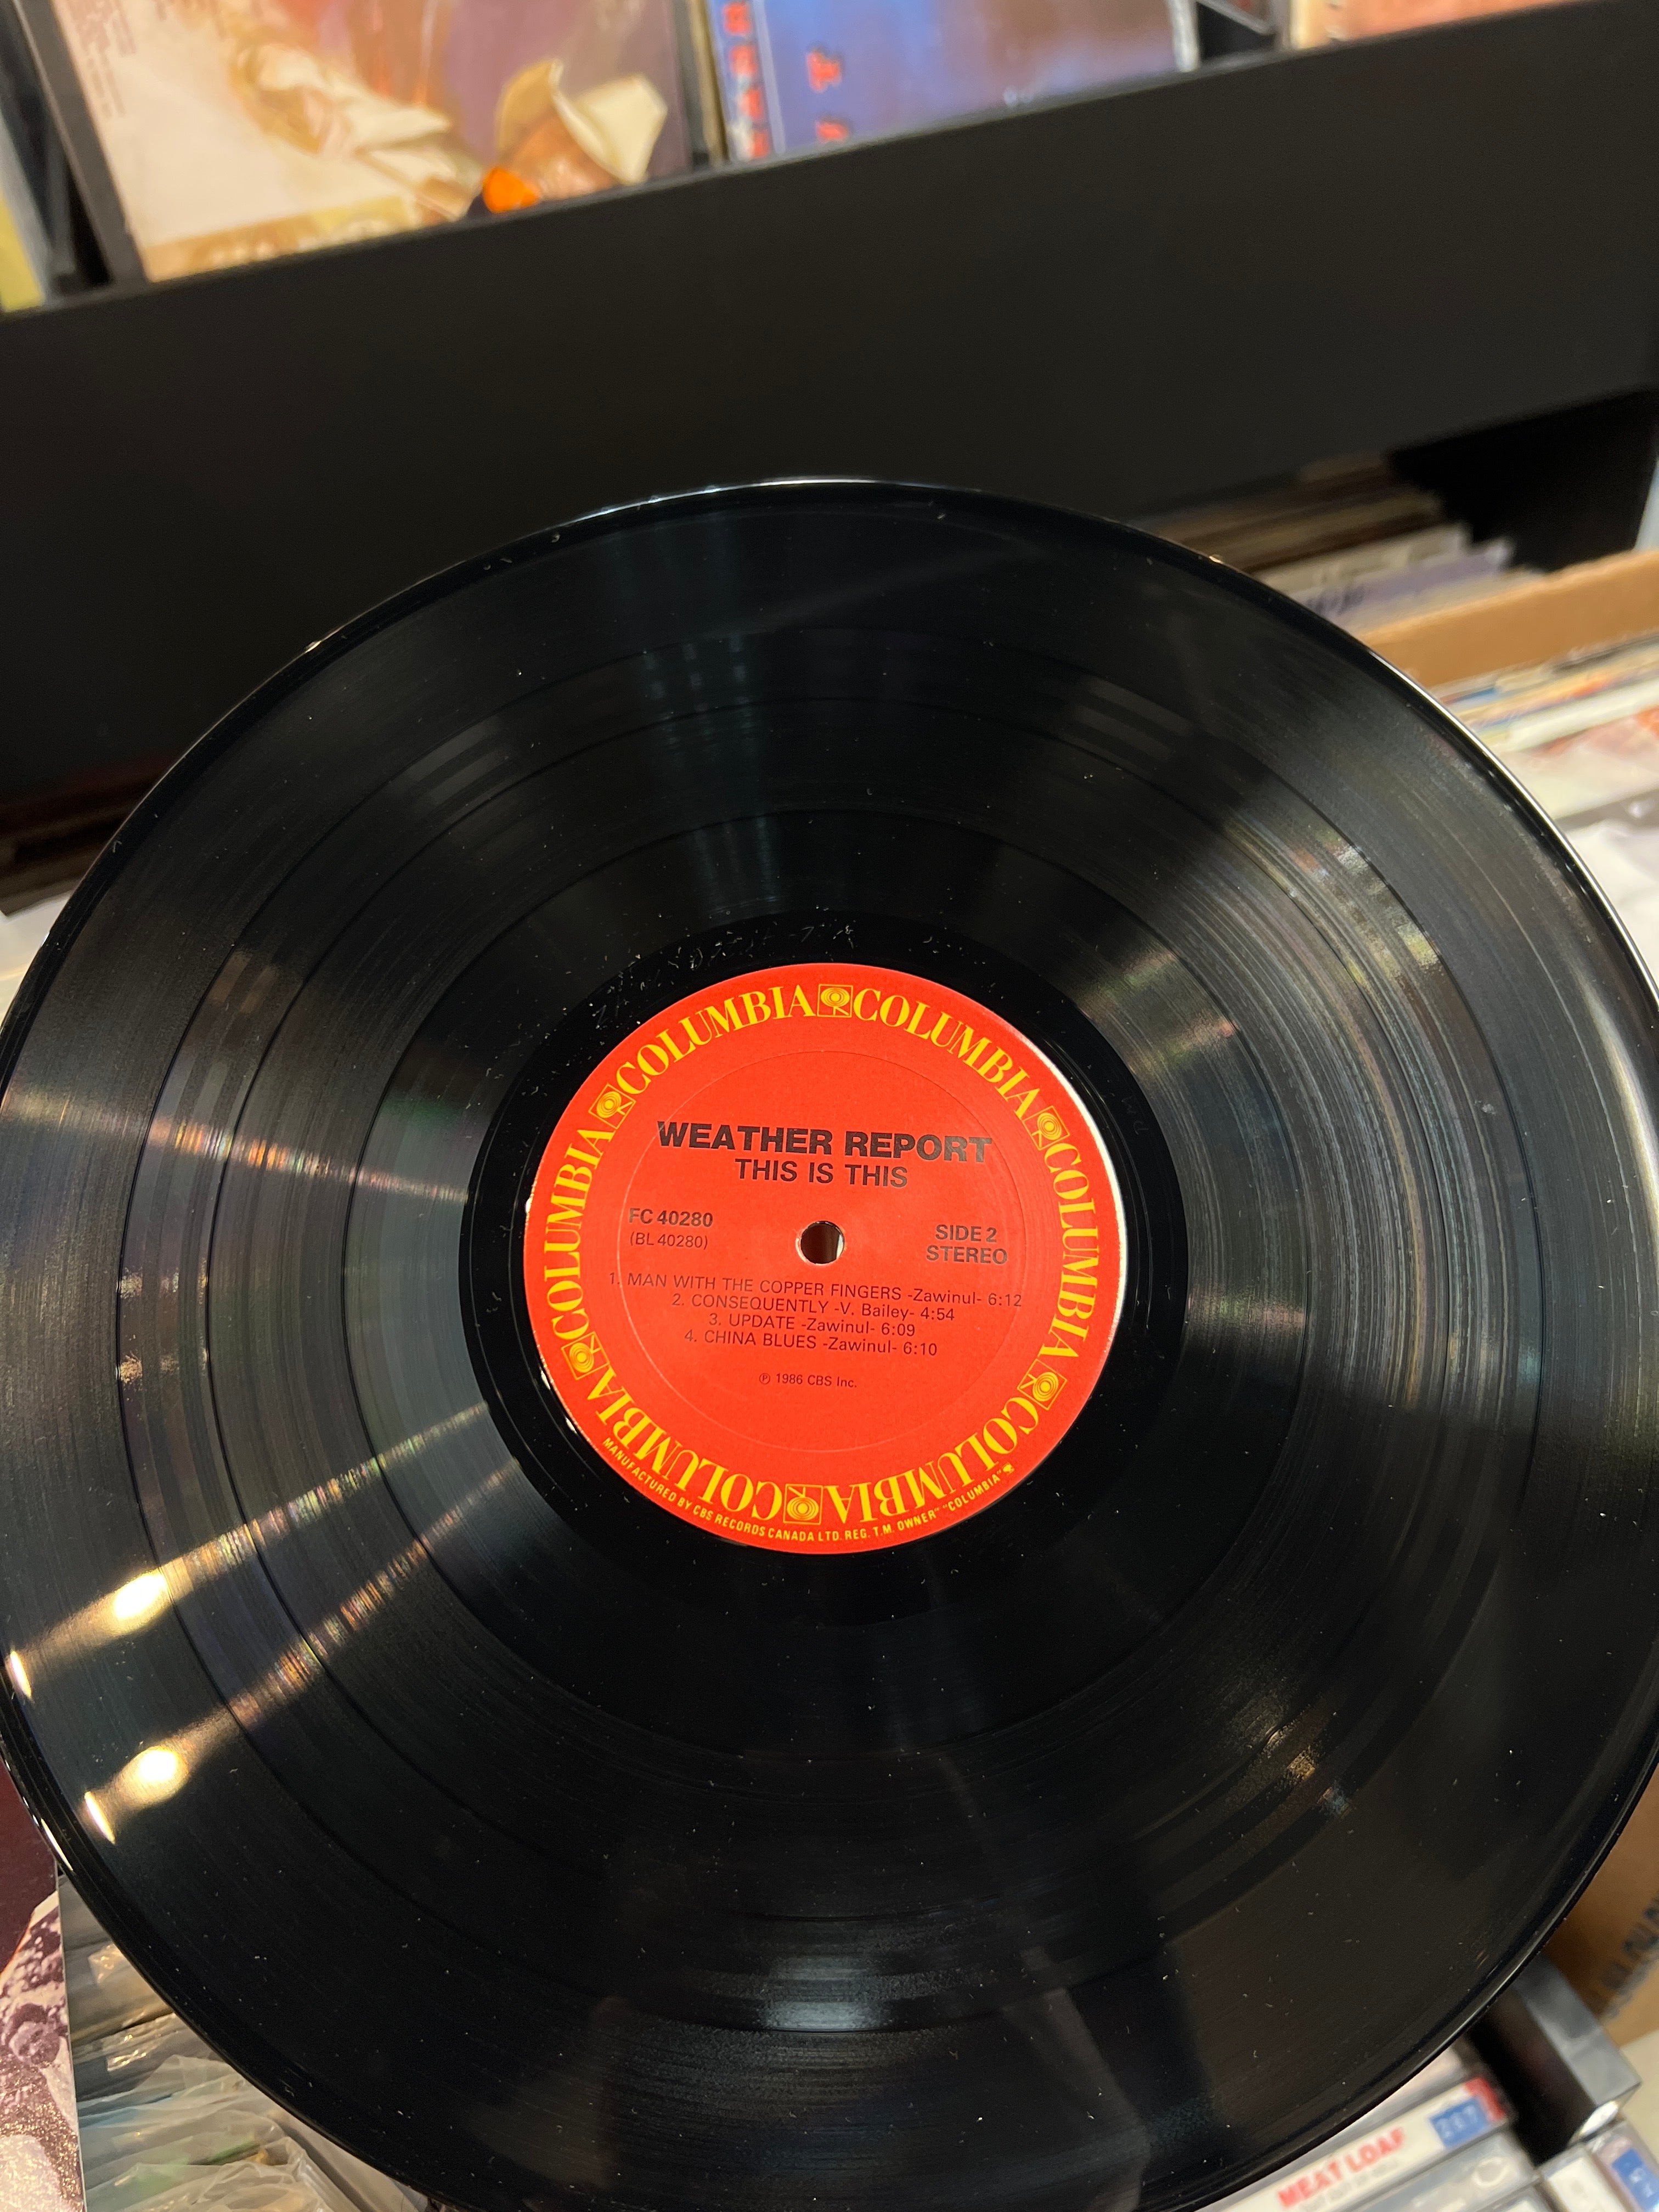 COLUMBIA COLUMBIA COLUMBIA COLUMBIA COLUMBIA COLUMBIA
WEATHER REPORT
THIS IS THIS
FC 40280
(BL 40280)
SIDE 2
STEREO
1. MAN WITH THE COPPER FINGERS -Zawinul- 6:12
2. CONSEQUENTLY -V. Bailey- 4:54
3. UPDATE -Zawinul- 6:09
4. CHINA BLUES -Zawinul- 6:10
℗ 1986 CBS Inc.
MANUFACTURED BY CBS RECORDS CANADA LTD. REG. T.M. OWNER "COLUMBIA"
MEAT LOAF